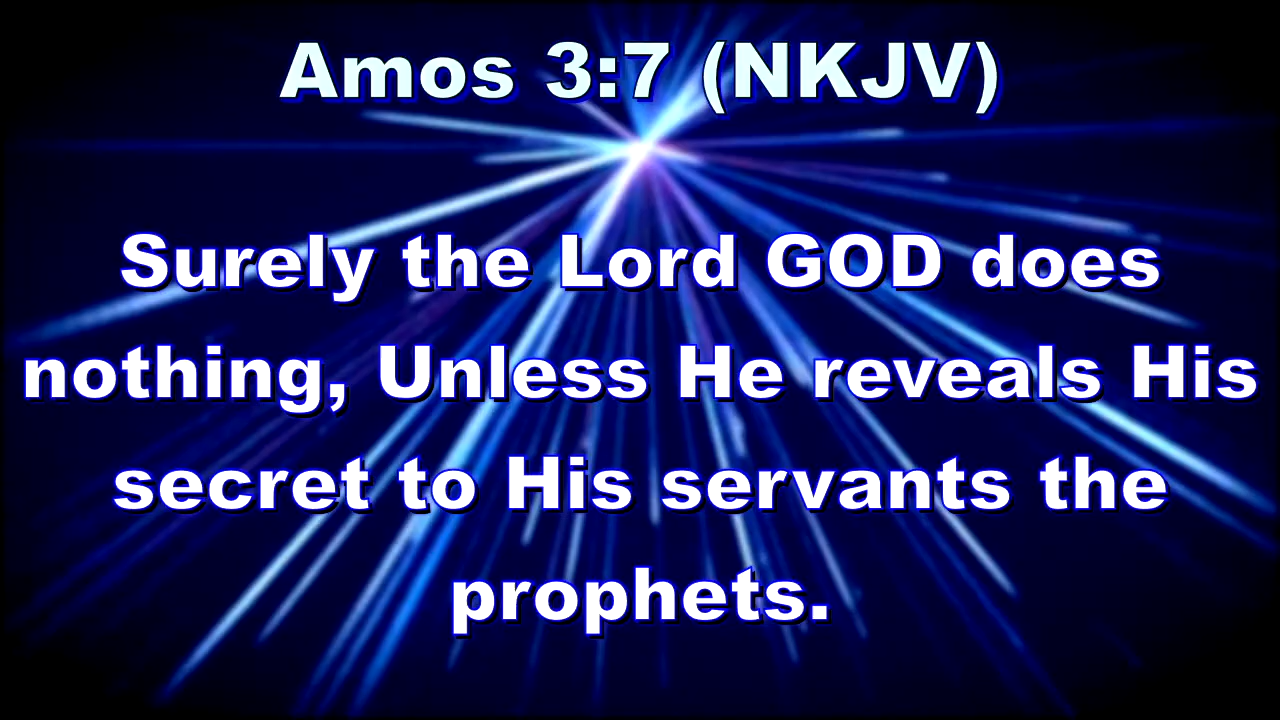 Amos 3:7 (NKJV)
Surely the Lord GOD does
nothing, Unless He reveals His
secret to His servants the
prophets.